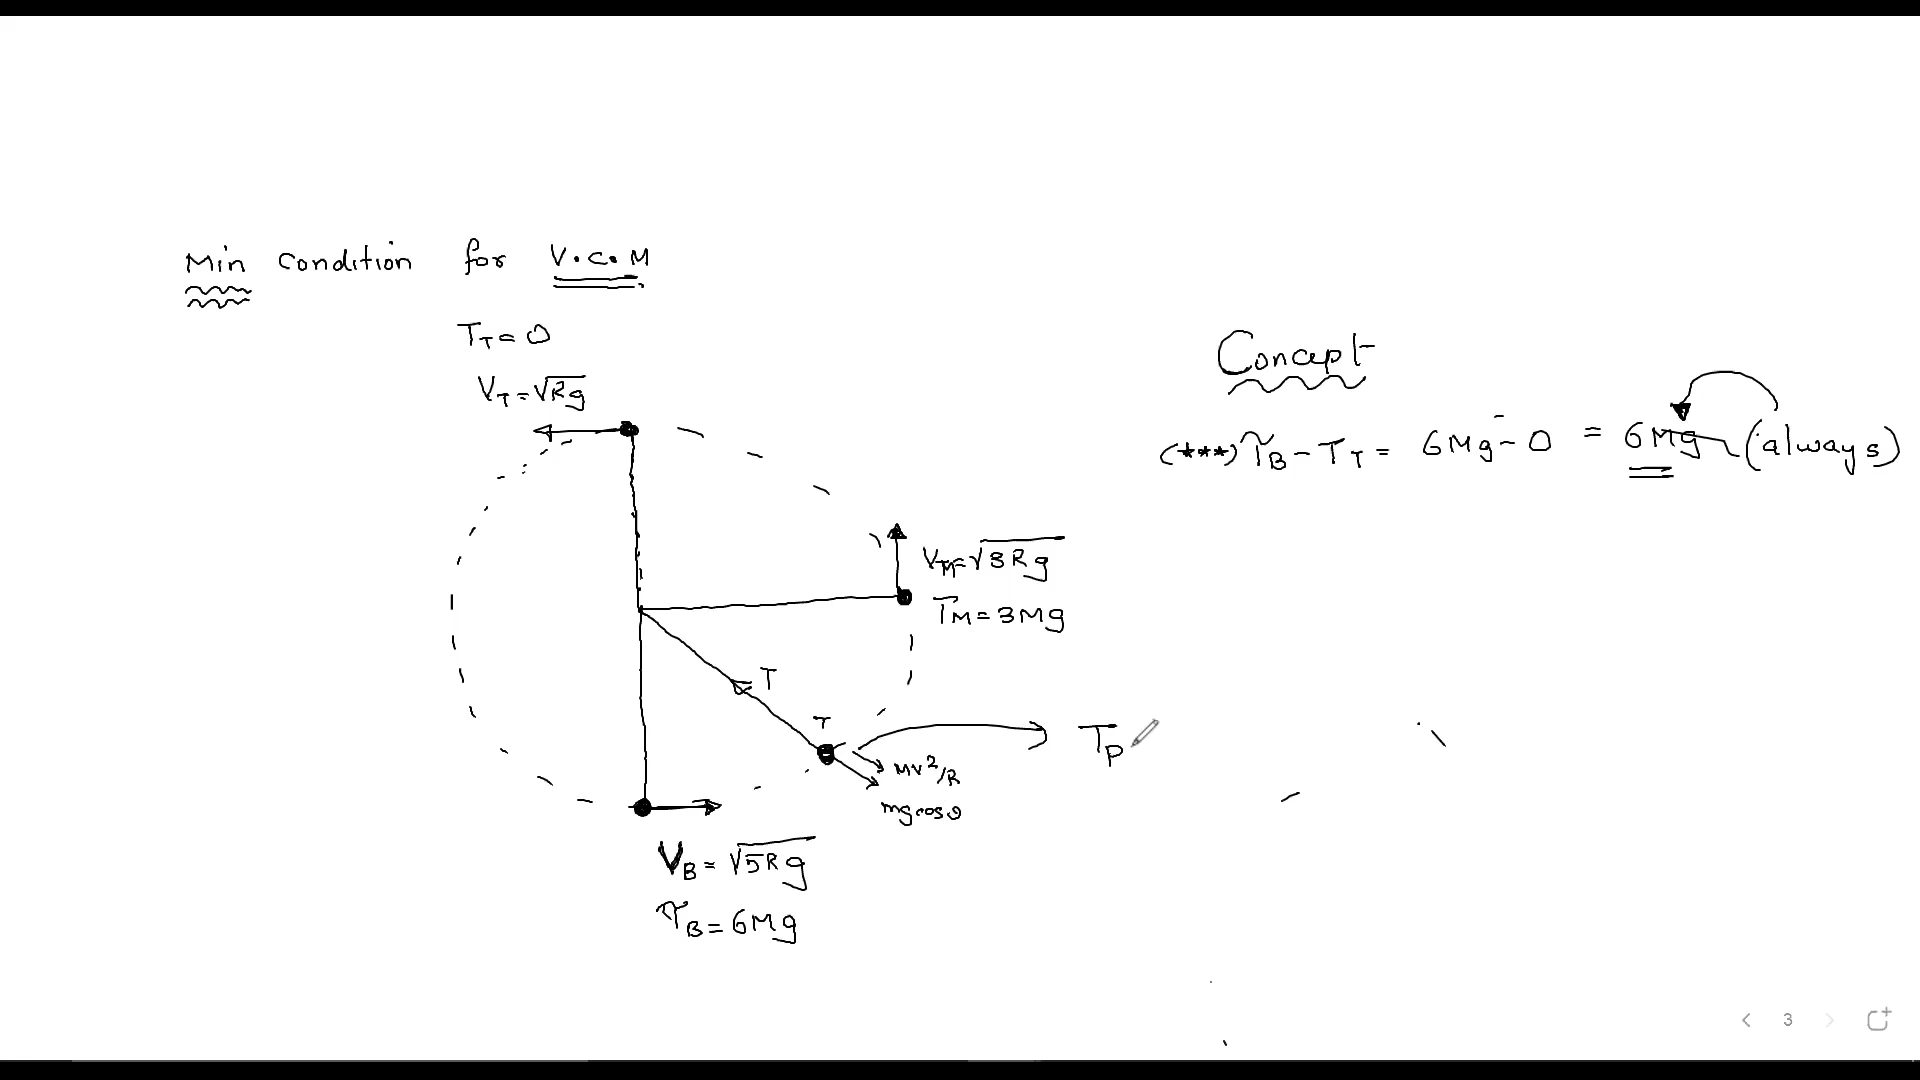 Min condition for V.C.M
T_T = 0
V_T = √Rg
Concept
(***) T_B - T_T = 6Mg - 0 = 6Mg (always)
V_M = √3Rg
T_M = 3Mg
T
T
T_P
MV²/R
mg cos θ
V_B = √5Rg
T_B = 6Mg
3